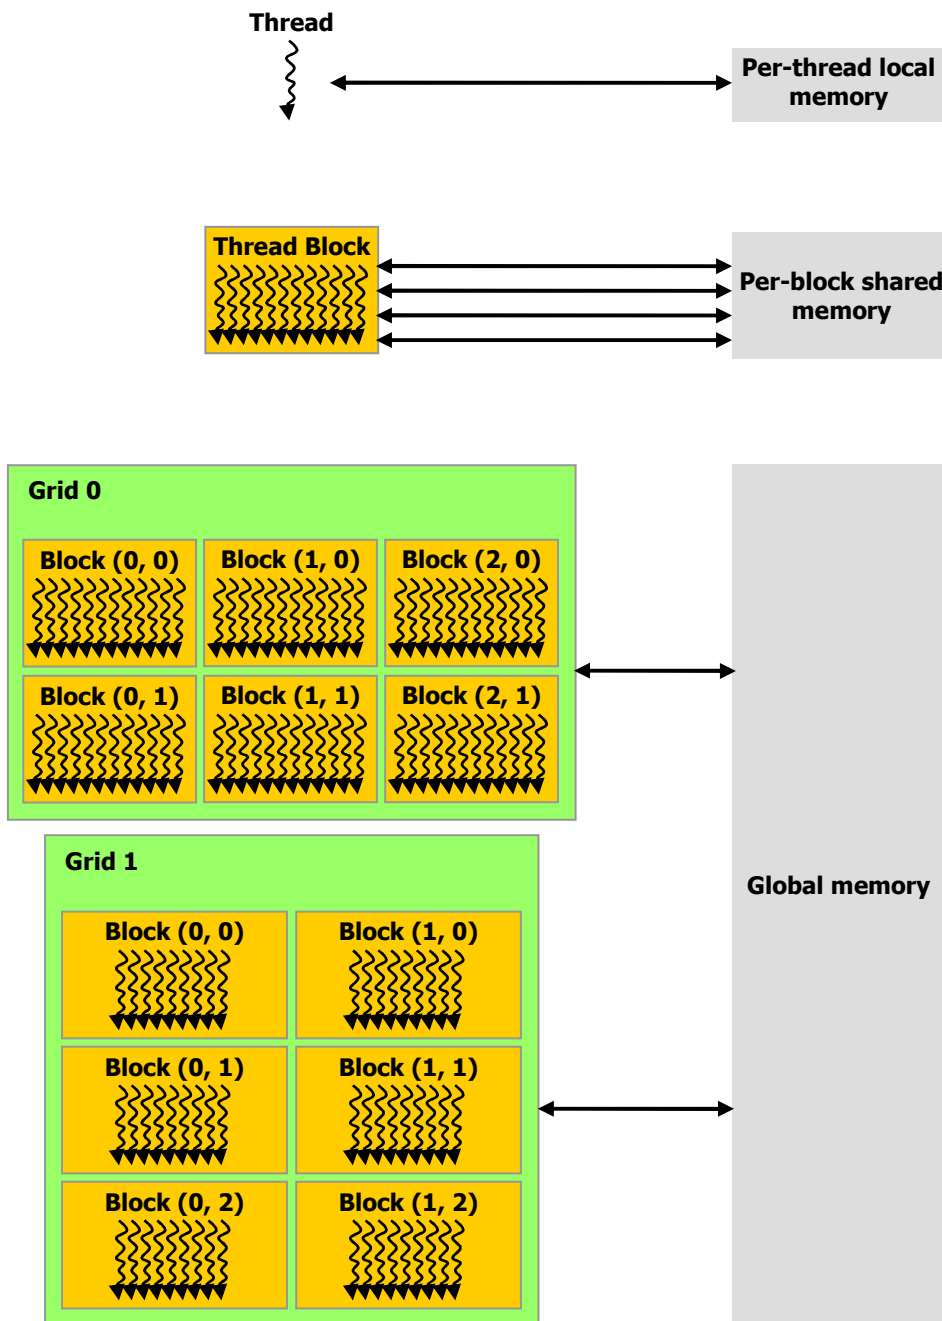 Thread
Per-thread local
memory
Thread Block
Per-block shared
memory
Grid 0
Block (0, 0)
Block (1, 0)
Block (2, 0)
Block (0, 1)
Block (1, 1)
Block (2, 1)
Grid 1
Global memory
Block (0, 0)
Block (1, 0)
Block (0, 1)
Block (1, 1)
Block (0, 2)
Block (1, 2)